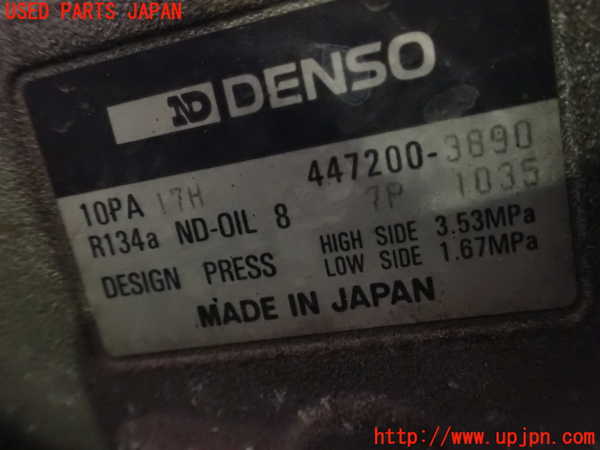 USED PARTS JAPAN
ND DENSO
10PA 17H 447200-3890
R134a ND-OIL 8 7P 1035
DESIGN PRESS HIGH SIDE 3.53MPa
LOW SIDE 1.67MPa
MADE IN JAPAN
http://www.upjpn.com/